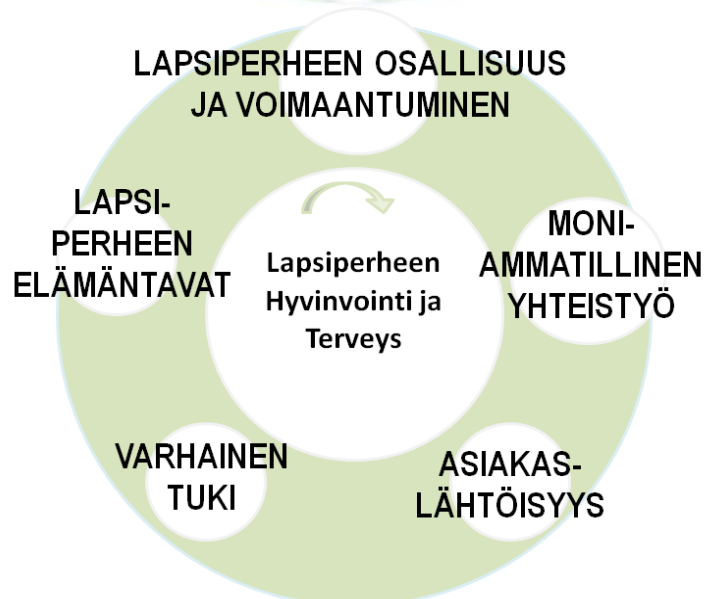 LAPSIPERHEEN OSALLISUUS
JA VOIMAANTUMINEN
LAPSI-
PERHEEN
ELÄMÄNTAVAT
MONI-
AMMATILLINEN
YHTEISTYÖ
Lapsiperheen
Hyvinvointi ja
Terveys
VARHAINEN
TUKI
ASIAKAS-
LÄHTÖISYYS